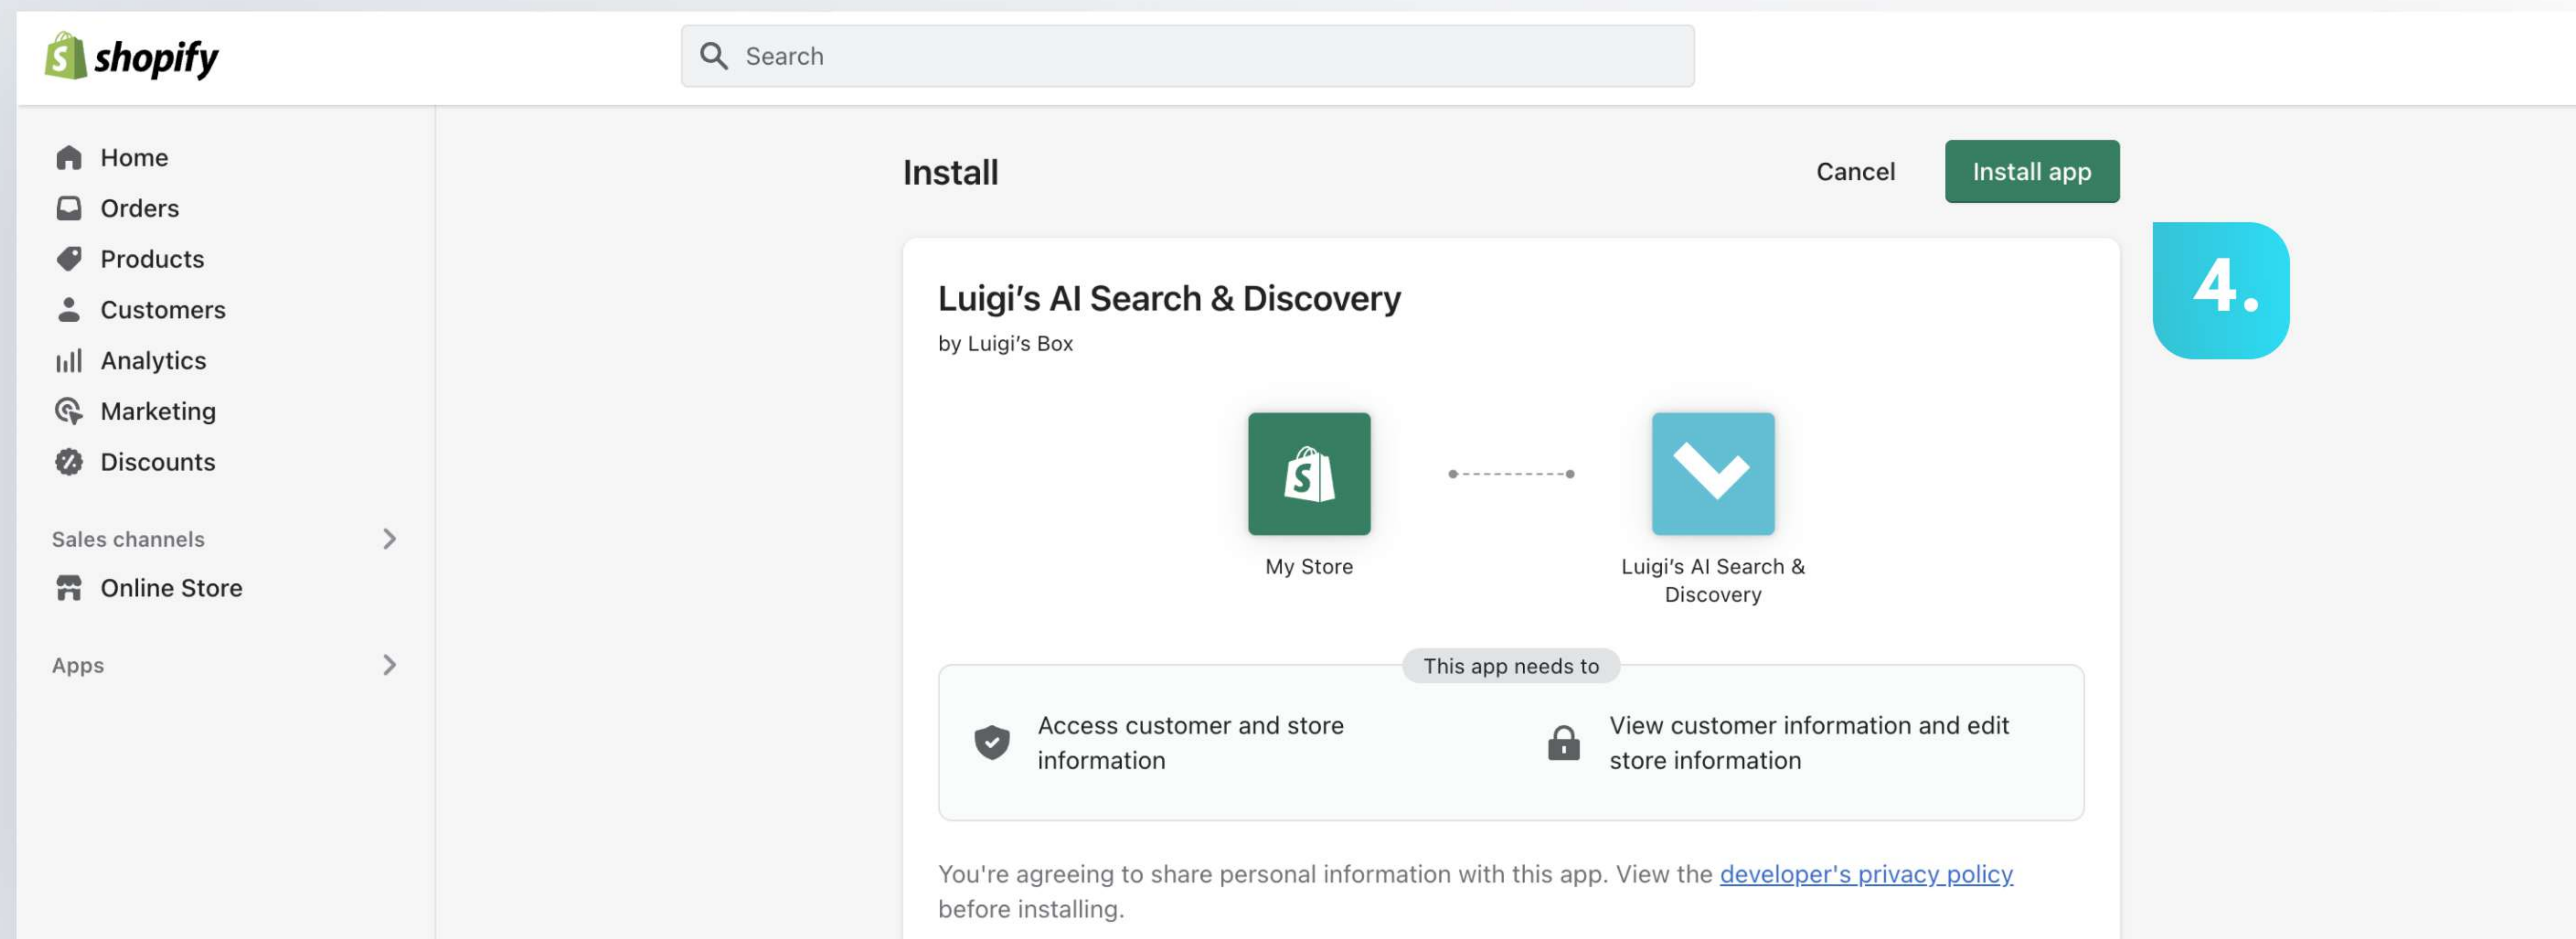 shopify
Search
Home
Orders
Products
Customers
Analytics
Marketing
Discounts
Sales channels
Online Store
Apps
Install
Cancel
Install app
4.
Luigi's AI Search & Discovery
by Luigi's Box
My Store
Luigi's AI Search &
Discovery
This app needs to
Access customer and store
information
View customer information and edit
store information
You're agreeing to share personal information with this app. View the developer's privacy policy
before installing.